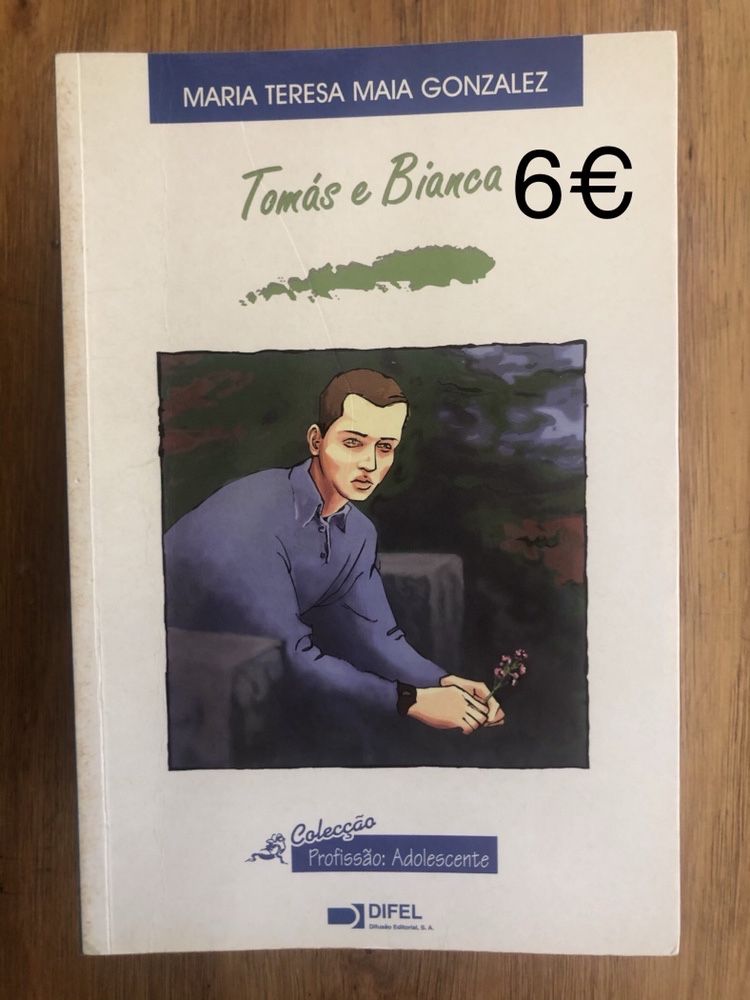 MARIA TERESA MAIA GONZALEZ
Tomás e Bianca 6€
Colecção
Profissão: Adolescente
DIFEL
Difusão Editorial, S. A.